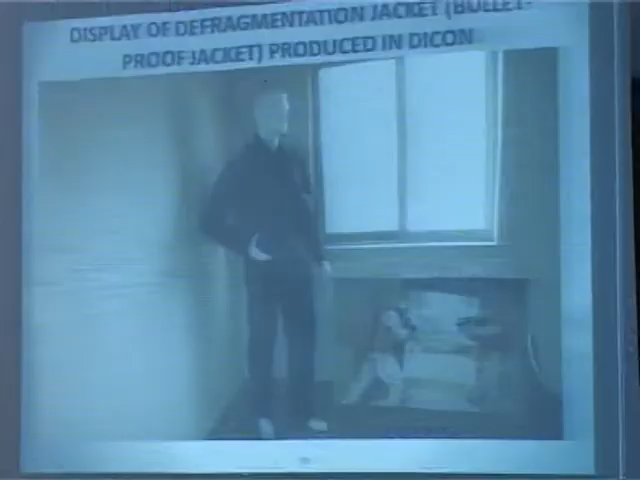 DISPLAY OF DEFRAGMENTATION JACKET (BULLET-
PROOF JACKET) PRODUCED IN DICON